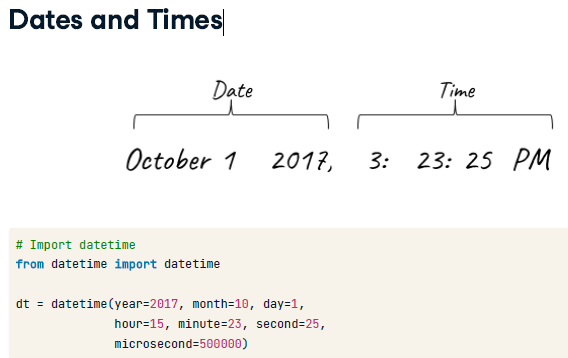 Dates and Times
Date Time
October 1 2017, 3: 23: 25 PM
# Import datetime
from datetime import datetime
dt = datetime(year=2017, month=10, day=1,
hour=15, minute=23, second=25,
microsecond=500000)